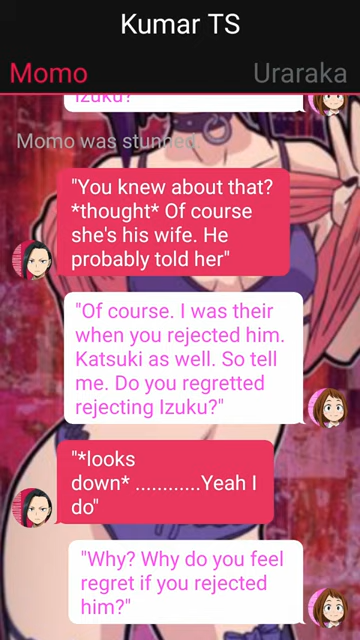 Kumar TS
Momo
Uraraka
Izuku?"
Momo was stunned
"You knew about that?
*thought* Of course
she's his wife. He
probably told her"
"Of course. I was their
when you rejected him.
Katsuki as well. So tell
me. Do you regretted
rejecting Izuku?"
"*looks
down* ............Yeah I
do"
"Why? Why do you feel
regret if you rejected
him?"